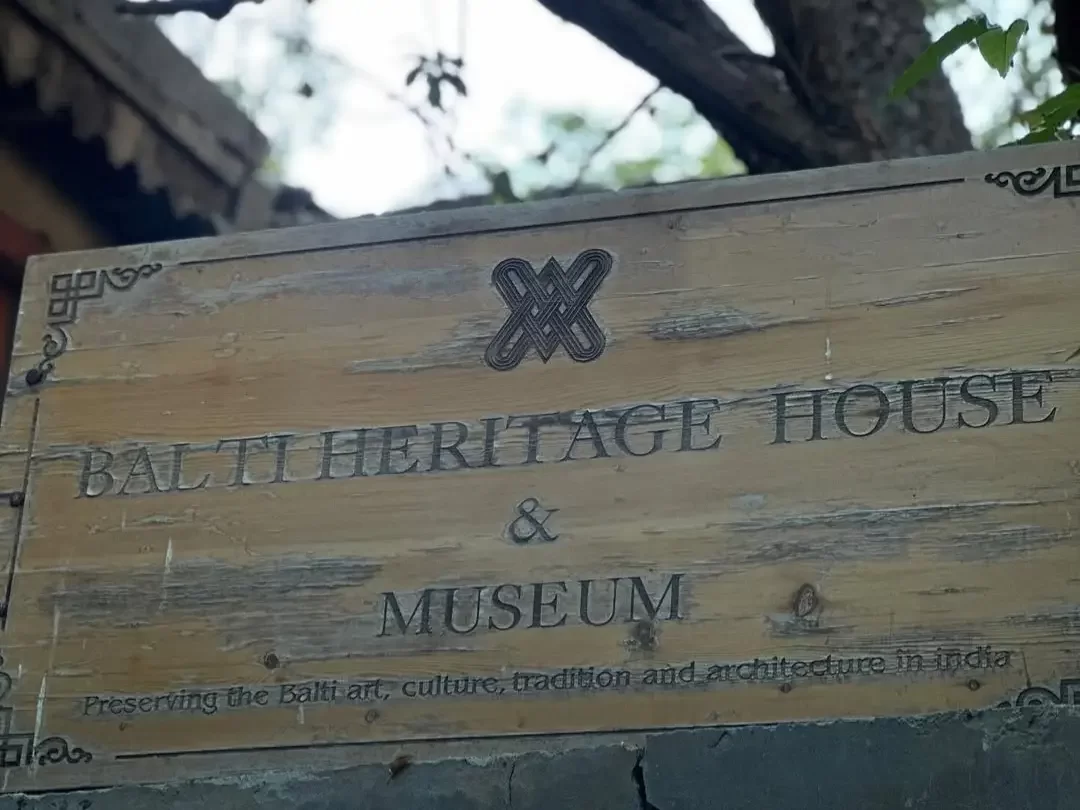 BALTI HERITAGE HOUSE
&
MUSEUM
Preserving the Balti art, culture, tradition and architecture in india